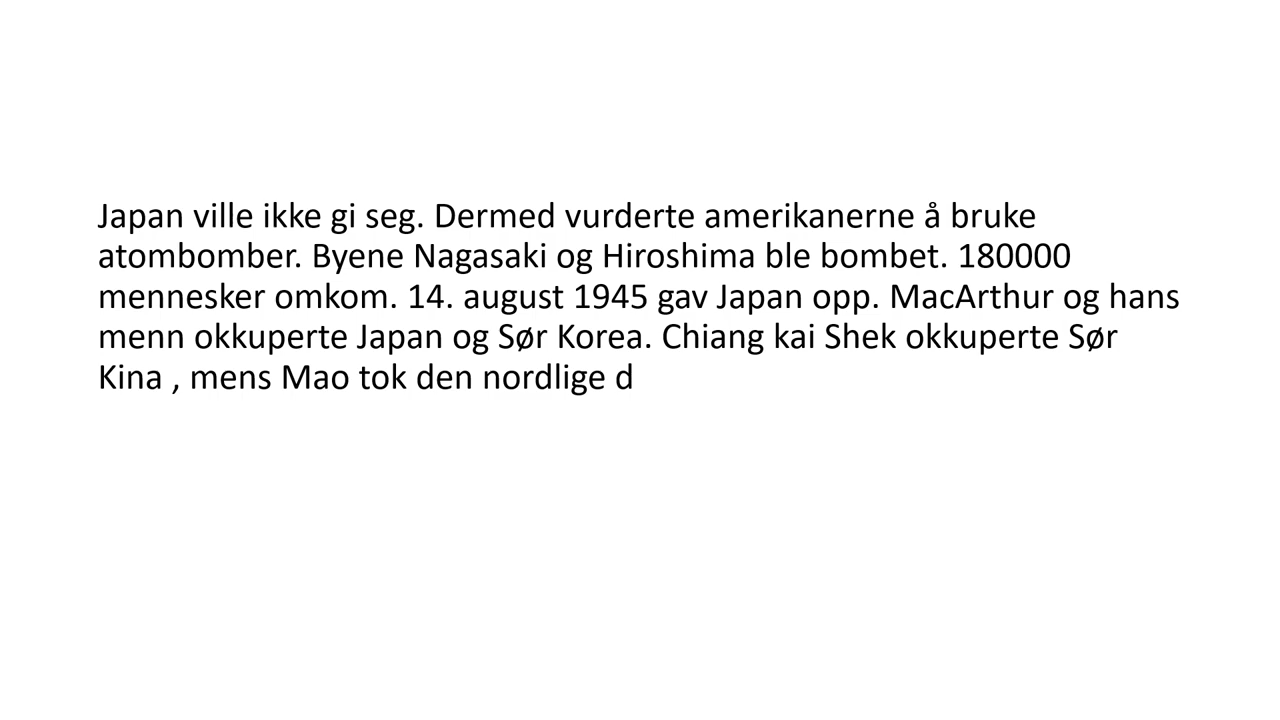 Japan ville ikke gi seg. Dermed vurderte amerikanerne å bruke
atombomber. Byene Nagasaki og Hiroshima ble bombet. 180000
mennesker omkom. 14. august 1945 gav Japan opp. MacArthur og hans
menn okkuperte Japan og Sør Korea. Chiang kai Shek okkuperte Sør
Kina , mens Mao tok den nordlige d